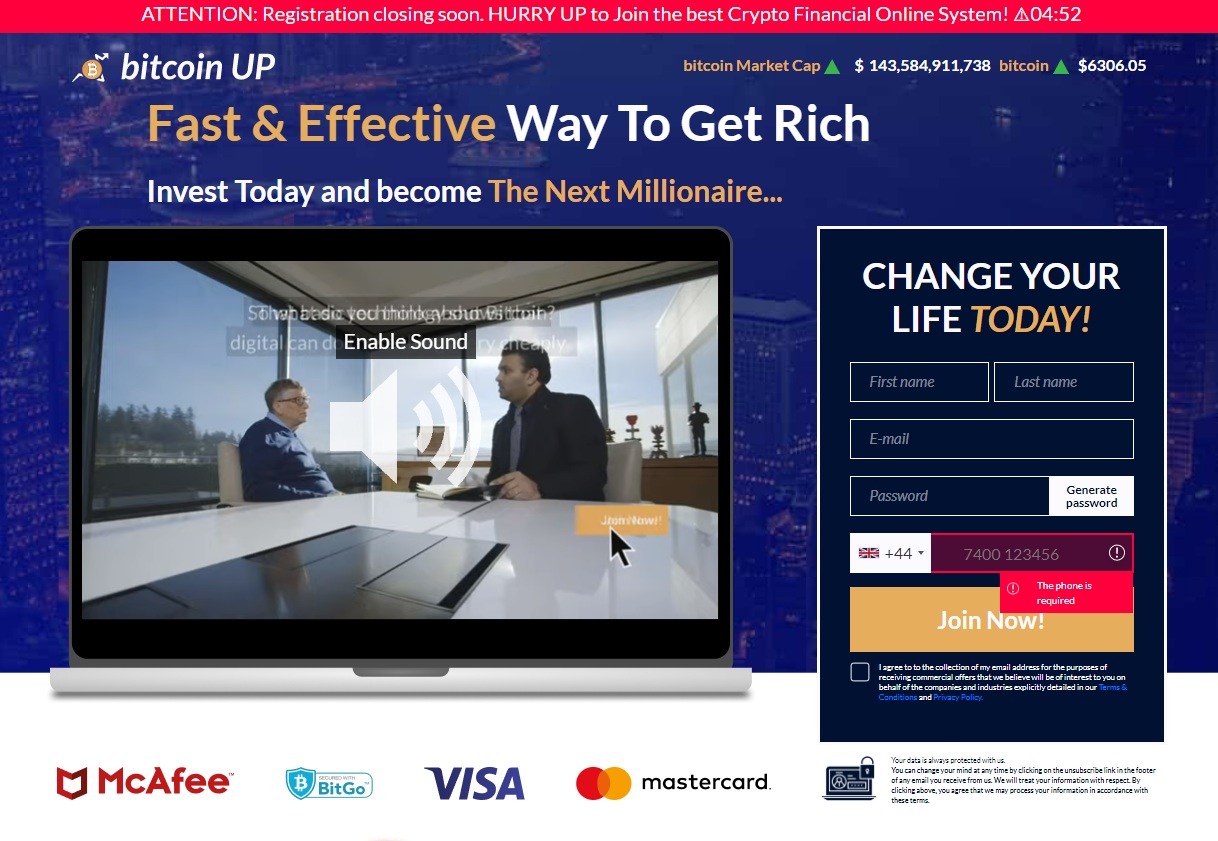 ATTENTION: Registration closing soon. HURRY UP to Join the best Crypto Financial Online System! ⚠04:52
bitcoin UP
bitcoin Market Cap $ 143,584,911,738 bitcoin $6306.05
Fast & Effective Way To Get Rich
Invest Today and become The Next Millionaire...
Enable Sound
Join Now!
CHANGE YOUR
LIFE TODAY!
First name Last name
E-mail
Password
Generate
password
+44 7400 123456
The phone is
required
Join Now!
I agree to to the collection of my email address for the purposes of
receiving commercial offers that we believe will be of interest to you on
behalf of the companies and industries explicitly detailed in our Terms &
Conditions and Privacy Policy.
McAfee™
SECURED WITH
BitGo™
VISA
mastercard.
Your data is always protected with us.
You can change your mind at any time by clicking on the unsubscribe link in the footer
of any email you receive from us. We will treat your information with respect. By
clicking above, you agree that we may process your information in accordance with
these terms.